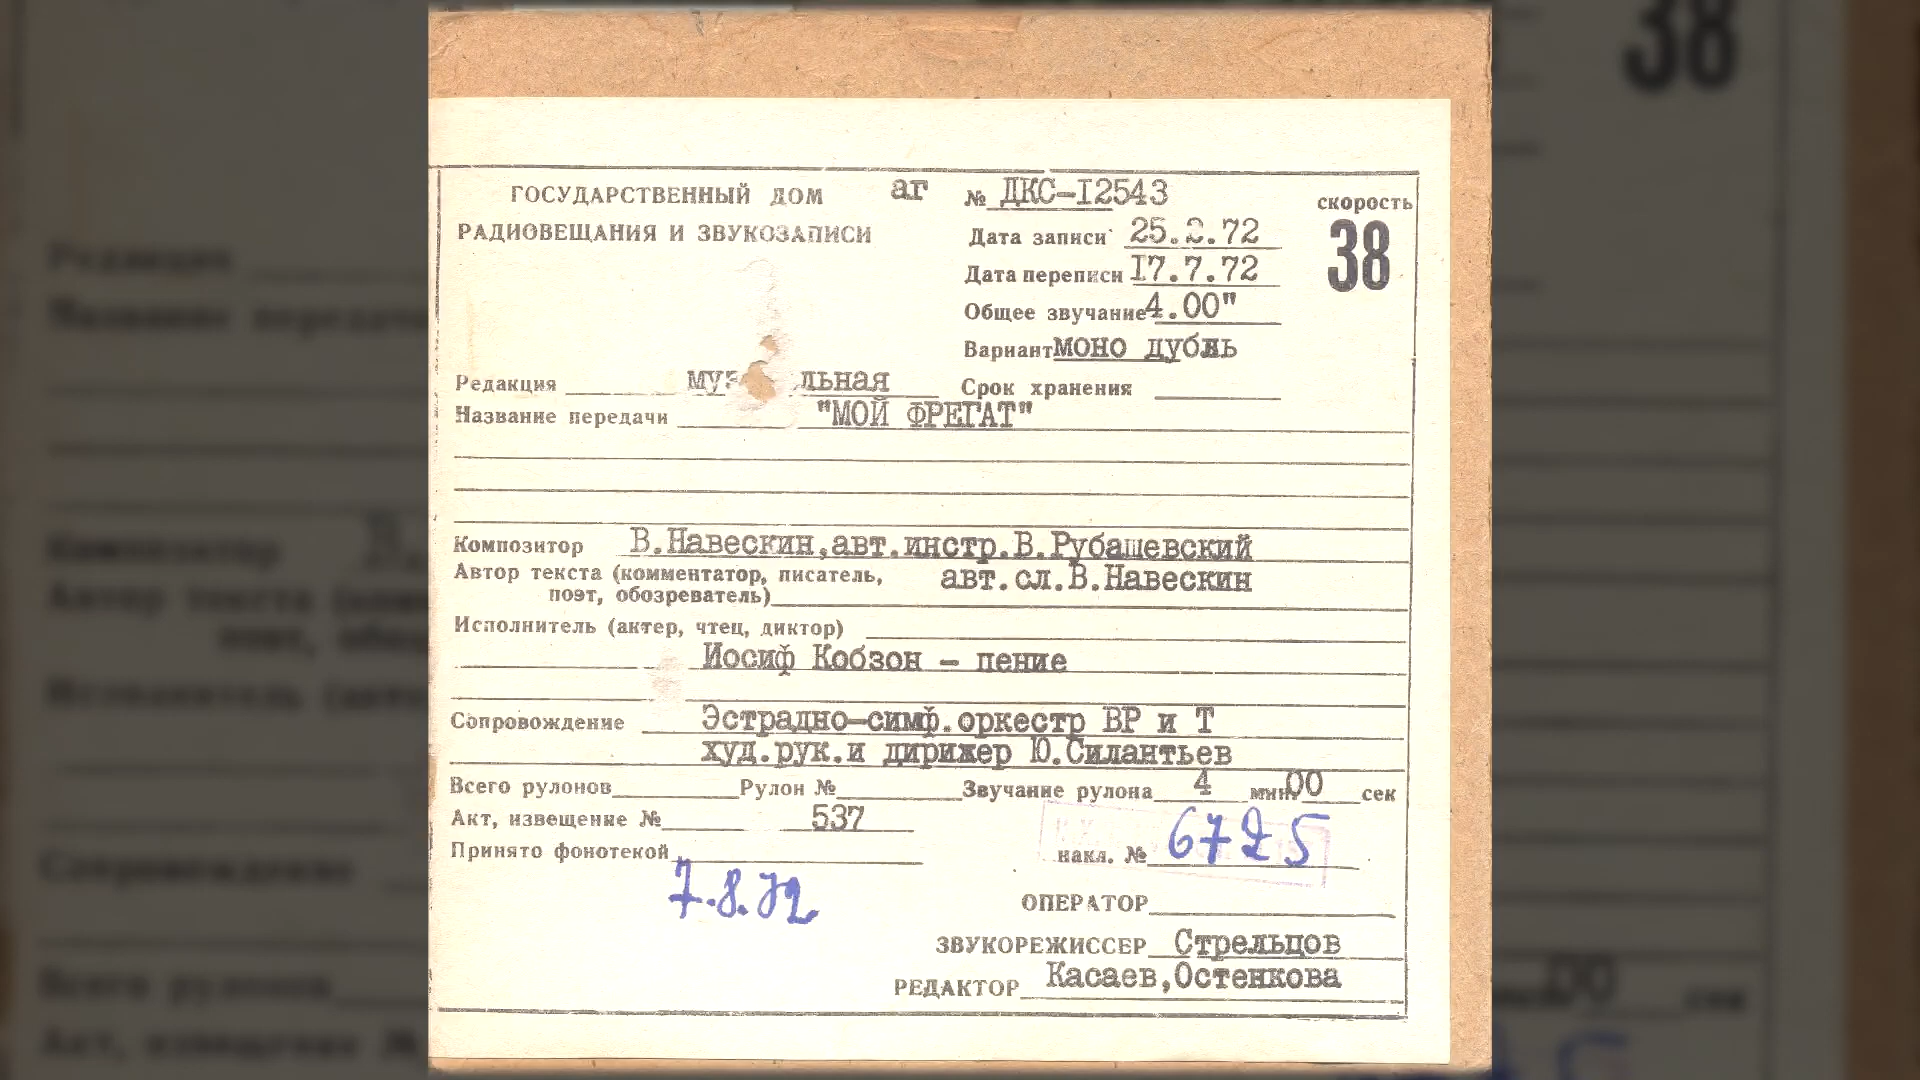 ГОСУДАРСТВЕННЫЙ ДОМ
РАДИОВЕЩАНИЯ И ЗВУКОЗАПИСИ
аг
№ ДКС-I2543
скорость
38
Дата записи 25.2.72
Дата переписи I7.7.72
Общее звучание 4.00"
Вариант моно дубль
Редакция
льная
Срок хранения
Название передачи "МОЙ ФРЕГАТ"
Композитор В.Навескин,авт.инстр.В.Рубашевский
Автор текста (комментатор, писатель, авт.сл.В.Навескин
поэт, обозреватель)
Исполнитель (актер, чтец, диктор)
Иосиф Кобзон – пение
Сопровождение Эстрадно-симф.оркестр ВР и Т
худ.рук.и дирижер Ю.Силантьев
Всего рулонов Рулон № Звучание рулона 4 мин. 00 сек
Акт, извещение № 537
Принято фонотекой накл. № 6725
7.8.72
ОПЕРАТОР
ЗВУКОРЕЖИССЕР Стрельцов
РЕДАКТОР Касаев,Остенкова